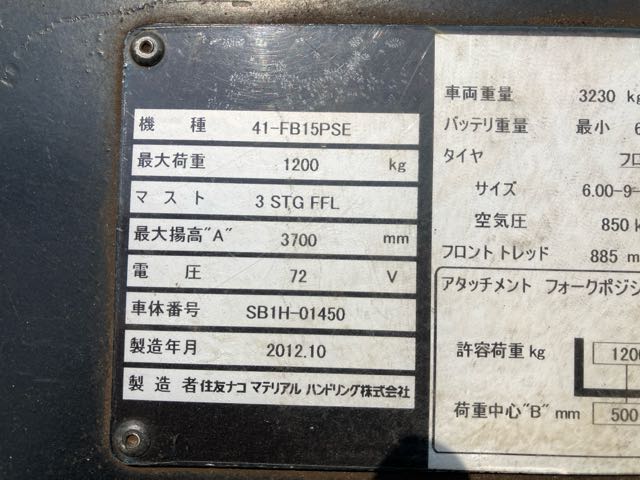 機 種 41-FB15PSE
最大荷重 1200 kg
マ ス ト 3 STG FFL
最大揚高"A" 3700 mm
電 圧 72 V
車体番号 SB1H-01450
製造年月 2012.10
製 造 者 住友ナコ マテリアル ハンドリング株式会社
車両重量 3230 kg
バッテリ重量 最小 6
タイヤ フロ
サイズ 6.00-9-
空気圧 850 k
フロント トレッド 885 m
アタッチメント フォークポジシ
許容荷重 kg 1200
荷重中心"B" mm 500